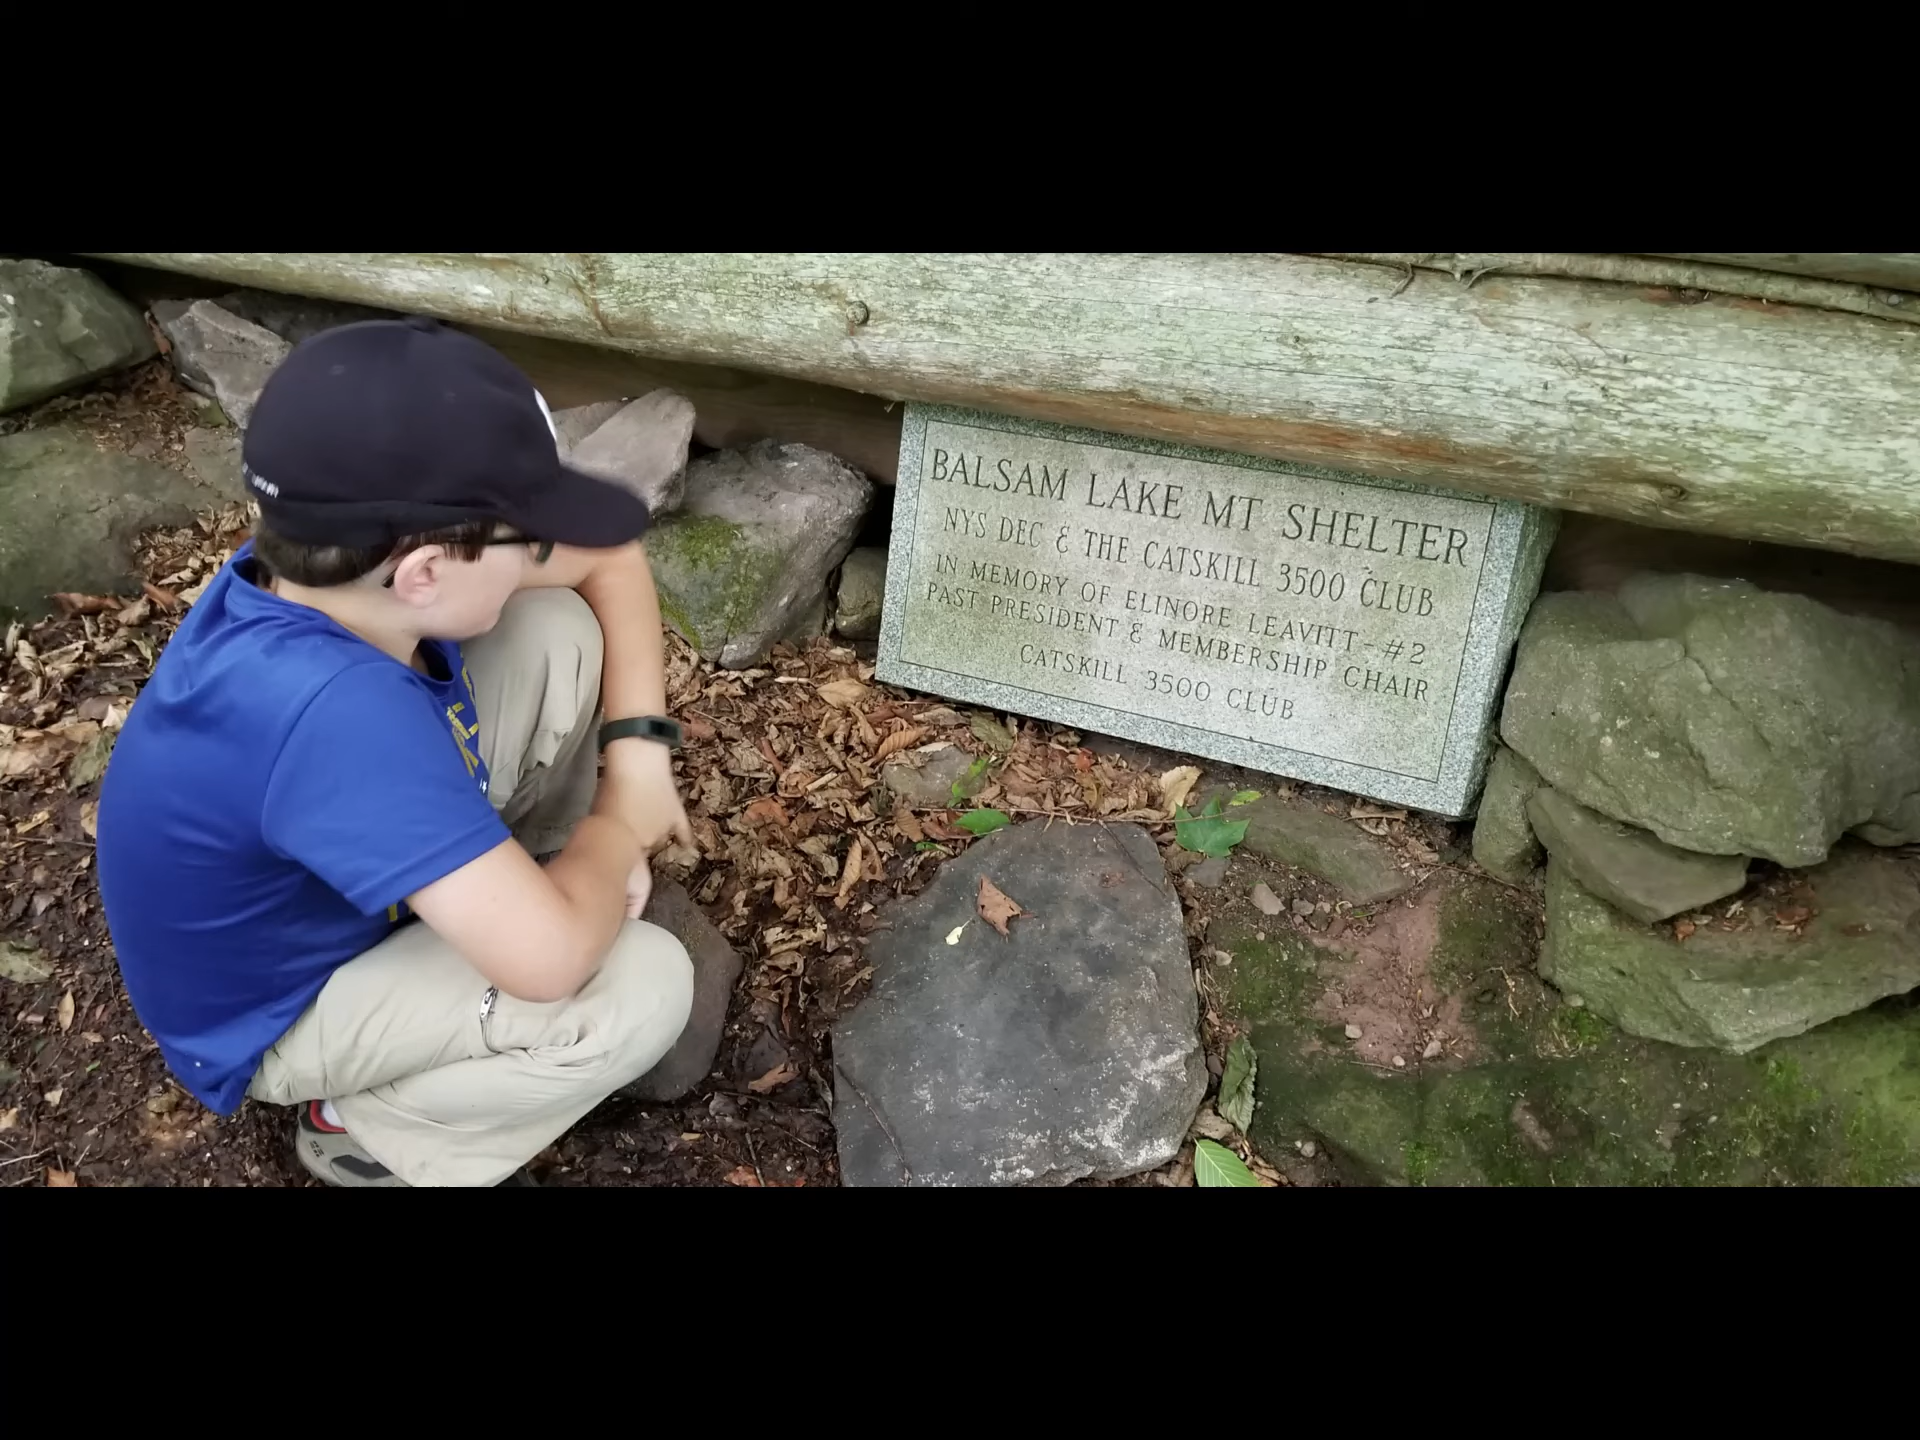 BALSAM LAKE MT SHELTER
NYS DEC & THE CATSKILL 3500 CLUB
IN MEMORY OF ELINORE LEAVITT - #2
PAST PRESIDENT & MEMBERSHIP CHAIR
CATSKILL 3500 CLUB